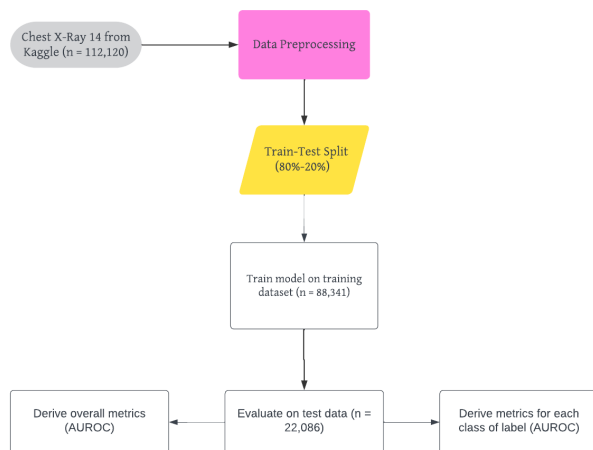 Chest X-Ray 14 from
Kaggle (n = 112,120)
Data Preprocessing
Train-Test Split
(80%-20%)
Train model on training
dataset (n = 88,341)
Derive overall metrics
(AUROC)
Evaluate on test data (n =
22,086)
Derive metrics for each
class of label (AUROC)